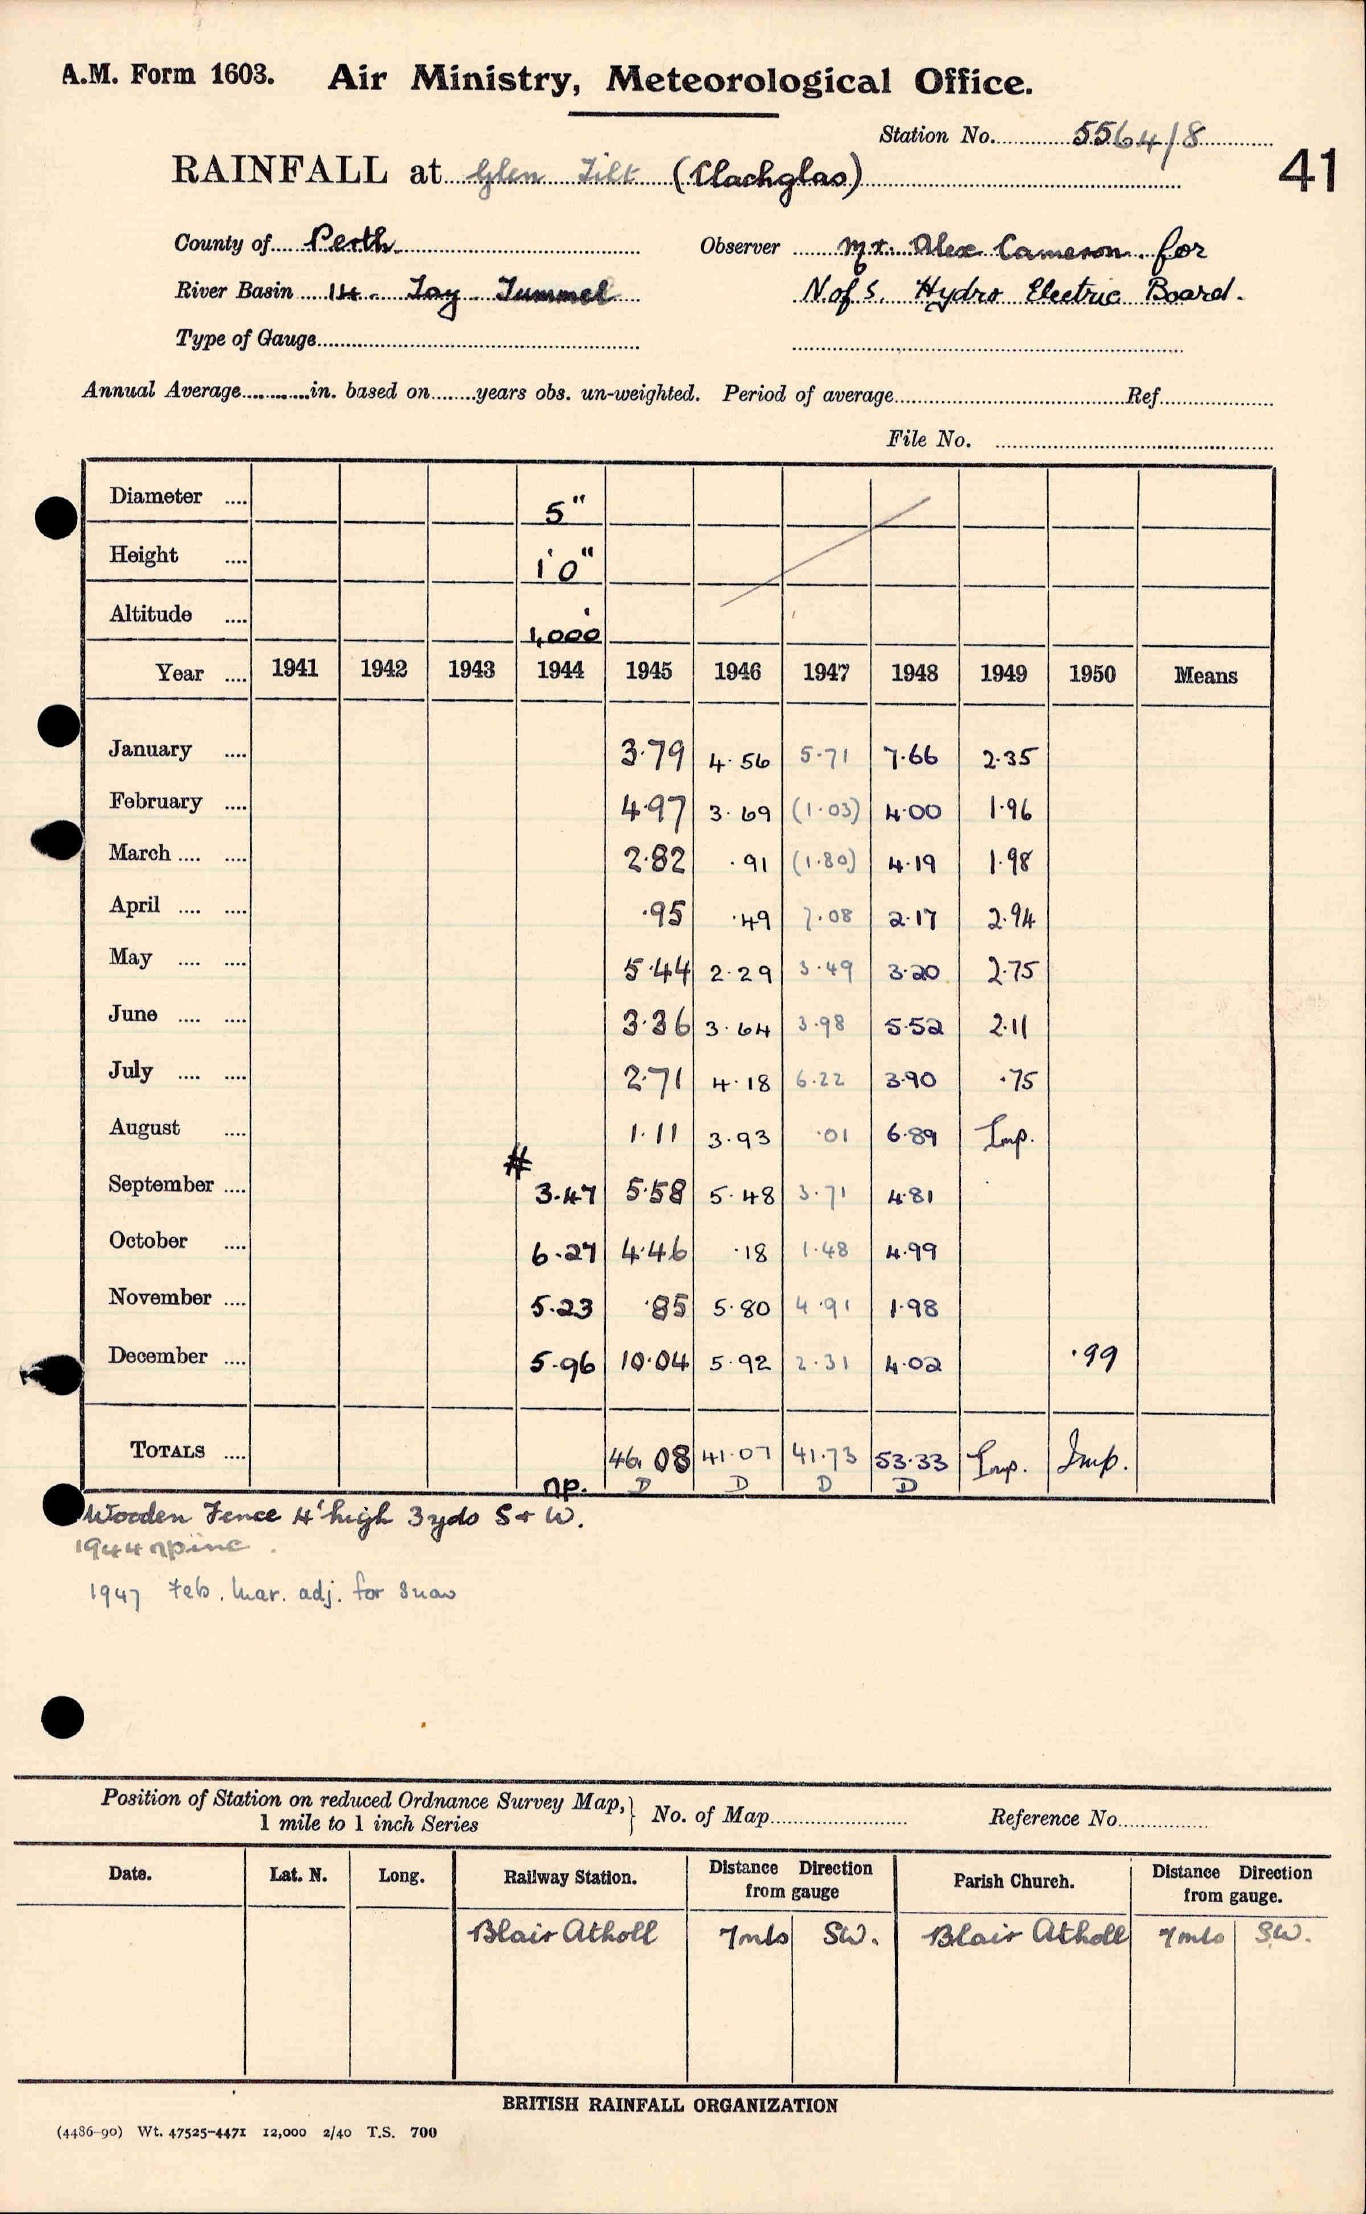 A.M. Form 1603. Air Ministry, Meteorological Office.
Station No. 5564/8
41
RAINFALL at Glen Tilt (Clachglas)
County of Perth Observer Mr. Alex Cameron for
River Basin 14. Tay Tummel N. of S. Hydro Electric Board.
Type of Gauge
Annual Average in. based on years obs. un-weighted. Period of average Ref
File No.
Diameter .... 5"
Height .... 1' 0"
Altitude .... 1,000'
Year .... 1941 1942 1943 1944 1945 1946 1947 1948 1949 1950 Means
January .... 3.79 4.56 5.71 7.66 2.35
February .... 4.97 3.69 (1.03) 4.00 1.96
March .... .... 2.82 .91 (1.80) 4.19 1.98
April .... .... .95 .49 7.08 2.17 2.94
May .... .... 5.44 2.29 3.49 3.20 2.75
June .... .... 3.36 3.64 3.98 5.52 2.11
July .... .... 2.71 4.18 6.22 3.90 .75
August .... 1.11 3.93 .01 6.89 Imp.
#
September .... 3.47 5.58 5.48 3.71 4.81
October .... 6.27 4.46 .18 1.48 4.99
November .... 5.23 .85 5.80 4.91 1.98
December .... 5.96 10.04 5.92 2.31 4.02 .99
TOTALS .... 46.08 41.07 41.73 53.33 Imp. Imp.
np. D D D D
Wooden Fence 4' high 3 yds S + W.
1944 np inc.
1947 Feb. Mar. adj. for snow
Position of Station on reduced Ordnance Survey Map,} No. of Map Reference No.
1 mile to 1 inch Series
Date. Lat. N. Long. Railway Station. Distance Direction from gauge Parish Church. Distance Direction from gauge.
Blair Atholl 7 mls SW. Blair Atholl 7 mls SW.
BRITISH RAINFALL ORGANIZATION
(4486-90) Wt. 47525-4471 12,000 2/40 T.S. 700